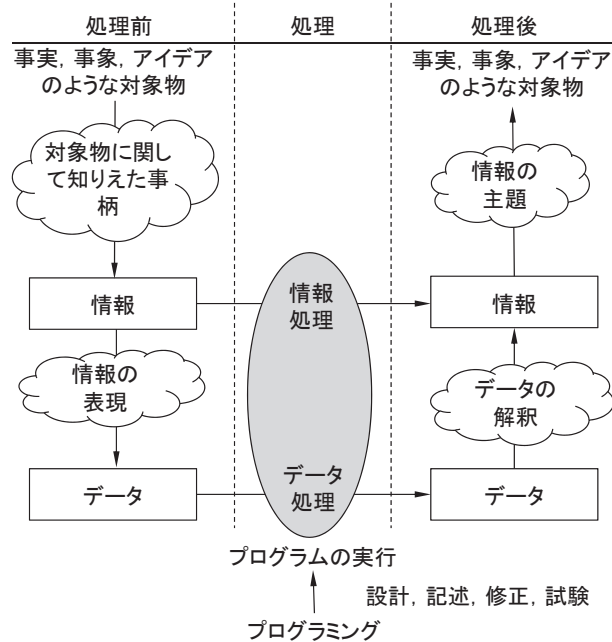 処理前
処理
処理後
事実, 事象, アイデア
のような対象物
対象物に関し
て知りえた事
柄
情報
情報の
表現
データ
情報
処理
データ
処理
事実, 事象, アイデア
のような対象物
情報の
主題
情報
データの
解釈
データ
プログラムの実行
設計, 記述, 修正, 試験
プログラミング